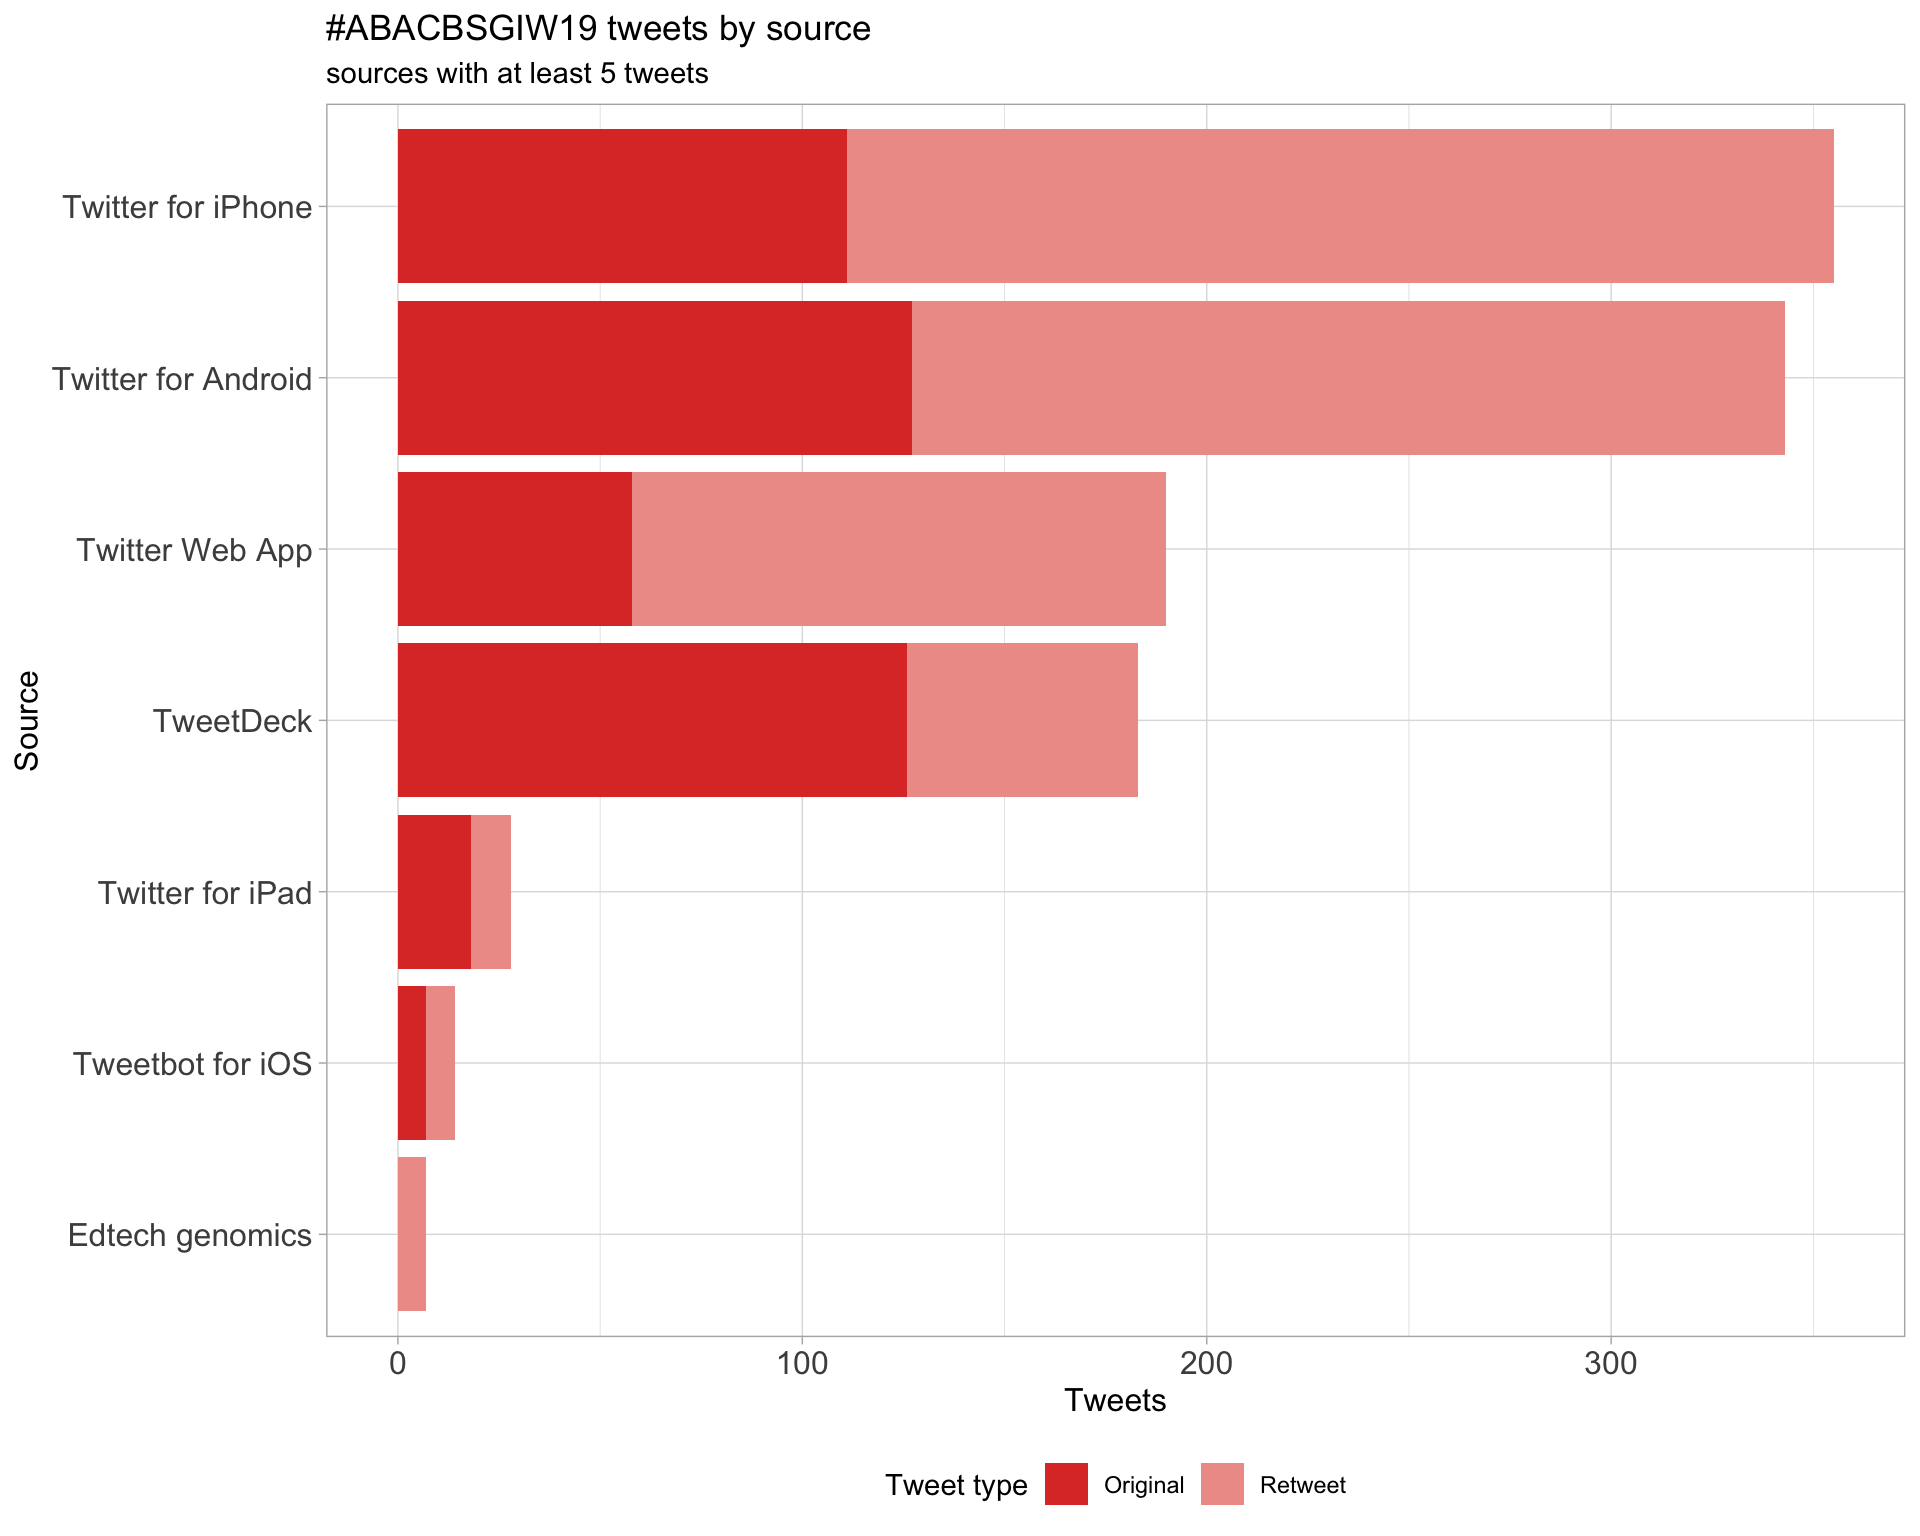 #ABACBSGIW19 tweets by source
sources with at least 5 tweets
Source
Twitter for iPhone
Twitter for Android
Twitter Web App
TweetDeck
Twitter for iPad
Tweetbot for iOS
Edtech genomics
0 100 200 300
Tweets
Tweet type Original Retweet